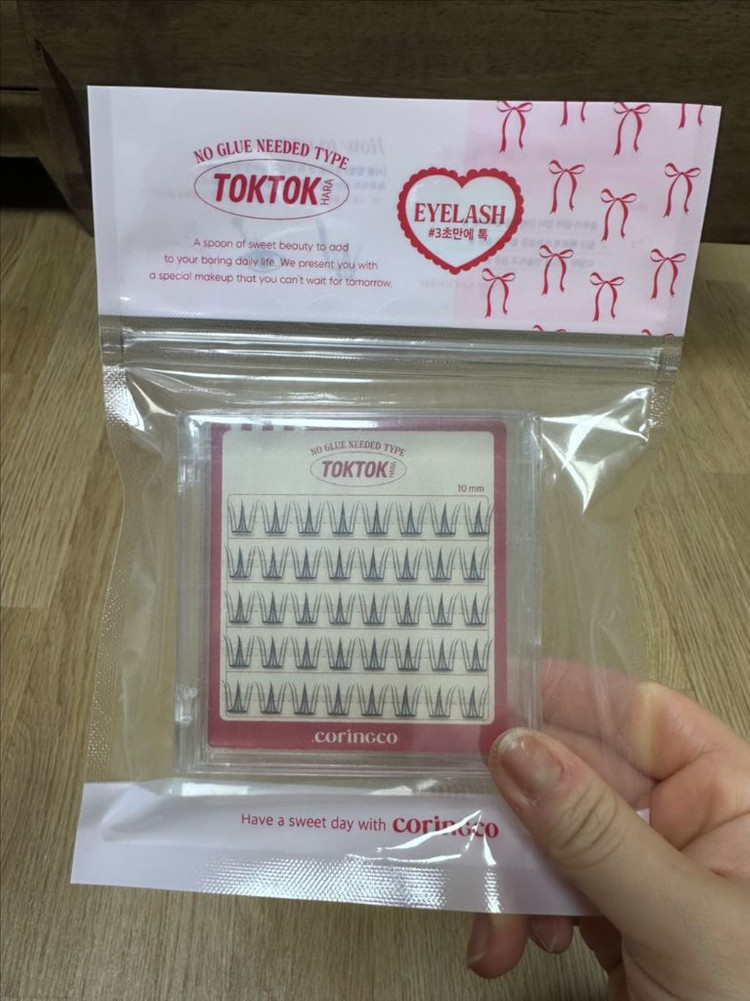 NO GLUE NEEDED TYPE
TOKTOK
HARA
A spoon of sweet beauty to add
to your boring daily life. We present you with
a special makeup that you can't wait for tomorrow.
EYELASH
#3초만에 톡
NO GLUE NEEDED TYPE
TOKTOK
HARA
10 mm
.coringco
Have a sweet day with coringco